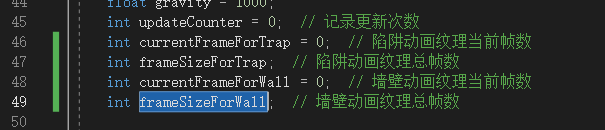 44 float gravity = 1000;
45 int updateCounter = 0; // 记录更新次数
46 int currentFrameForTrap = 0; // 陷阱动画纹理当前帧数
47 int frameSizeForTrap; // 陷阱动画纹理总帧数
48 int currentFrameForWall = 0; // 墙壁动画纹理当前帧数
49 int frameSizeForWall; // 墙壁动画纹理总帧数
50